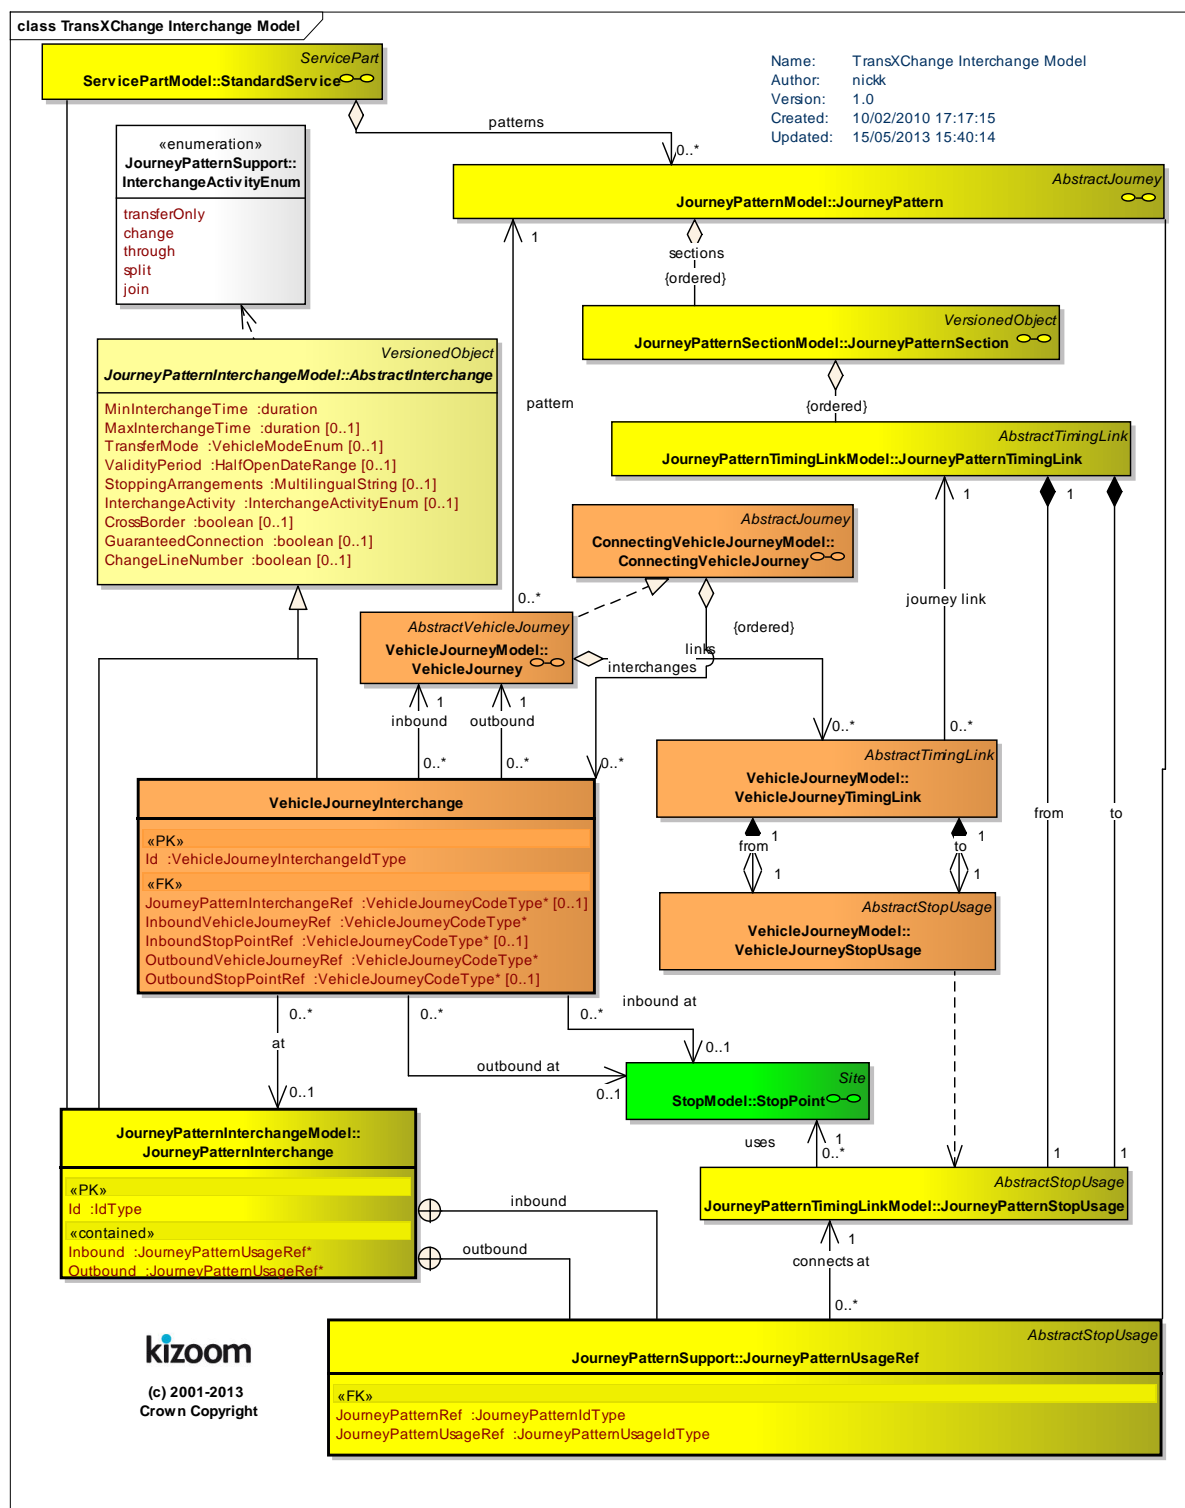 class TransXChange Interchange Model
ServicePart
ServicePartModel::StandardService
Name: TransXChange Interchange Model
Author: nickk
Version: 1.0
Created: 10/02/2010 17:17:15
Updated: 15/05/2013 15:40:14
patterns
0..*
«enumeration»
JourneyPatternSupport::
InterchangeActivityEnum
transferOnly
change
through
split
join
AbstractJourney
JourneyPatternModel::JourneyPattern
1
sections
{ordered}
VersionedObject
JourneyPatternSectionModel::JourneyPatternSection
{ordered}
VersionedObject
JourneyPatternInterchangeModel::AbstractInterchange
MinInterchangeTime :duration
MaxInterchangeTime :duration [0..1]
TransferMode :VehicleModeEnum [0..1]
ValidityPeriod :HalfOpenDateRange [0..1]
StoppingArrangements :MultilingualString [0..1]
InterchangeActivity :InterchangeActivityEnum [0..1]
CrossBorder :boolean [0..1]
GuaranteedConnection :boolean [0..1]
ChangeLineNumber :boolean [0..1]
pattern
AbstractTimingLink
JourneyPatternTimingLinkModel::JourneyPatternTimingLink
1
1
1
AbstractJourney
ConnectingVehicleJourneyModel::
ConnectingVehicleJourney
0..*
journey link
{ordered}
AbstractVehicleJourney
VehicleJourneyModel::
VehicleJourney
links
interchanges
1
1
inbound
outbound
0..*
0..*
0..*
0..*
0..*
AbstractTimingLink
VehicleJourneyModel::
VehicleJourneyTimingLink
from
to
VehicleJourneyInterchange
«PK»
Id :VehicleJourneyInterchangeIdType
«FK»
JourneyPatternInterchangeRef :VehicleJourneyCodeType* [0..1]
InboundVehicleJourneyRef :VehicleJourneyCodeType*
InboundStopPointRef :VehicleJourneyCodeType* [0..1]
OutboundVehicleJourneyRef :VehicleJourneyCodeType*
OutboundStopPointRef :VehicleJourneyCodeType* [0..1]
1
1
from
to
1
1
AbstractStopUsage
VehicleJourneyModel::
VehicleJourneyStopUsage
0..*
0..*
0..*
inbound at
at
outbound at
0..1
0..1
0..1
Site
StopModel::StopPoint
uses
1
0..*
1
1
JourneyPatternInterchangeModel::
JourneyPatternInterchange
«PK»
Id :IdType
«contained»
Inbound :JourneyPatternUsageRef*
Outbound :JourneyPatternUsageRef*
inbound
outbound
AbstractStopUsage
JourneyPatternTimingLinkModel::JourneyPatternStopUsage
1
connects at
0..*
kizoom
(c) 2001-2013
Crown Copyright
AbstractStopUsage
JourneyPatternSupport::JourneyPatternUsageRef
«FK»
JourneyPatternRef :JourneyPatternIdType
JourneyPatternUsageRef :JourneyPatternUsageIdType